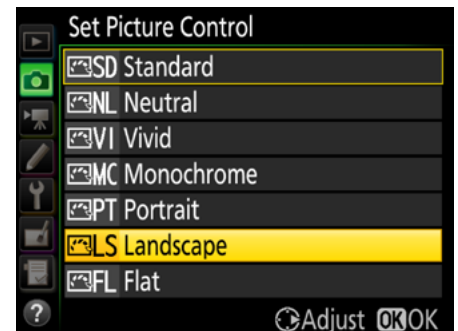 Set Picture Control
SD Standard
NL Neutral
VI Vivid
MC Monochrome
PT Portrait
LS Landscape
FL Flat
? Adjust OK OK